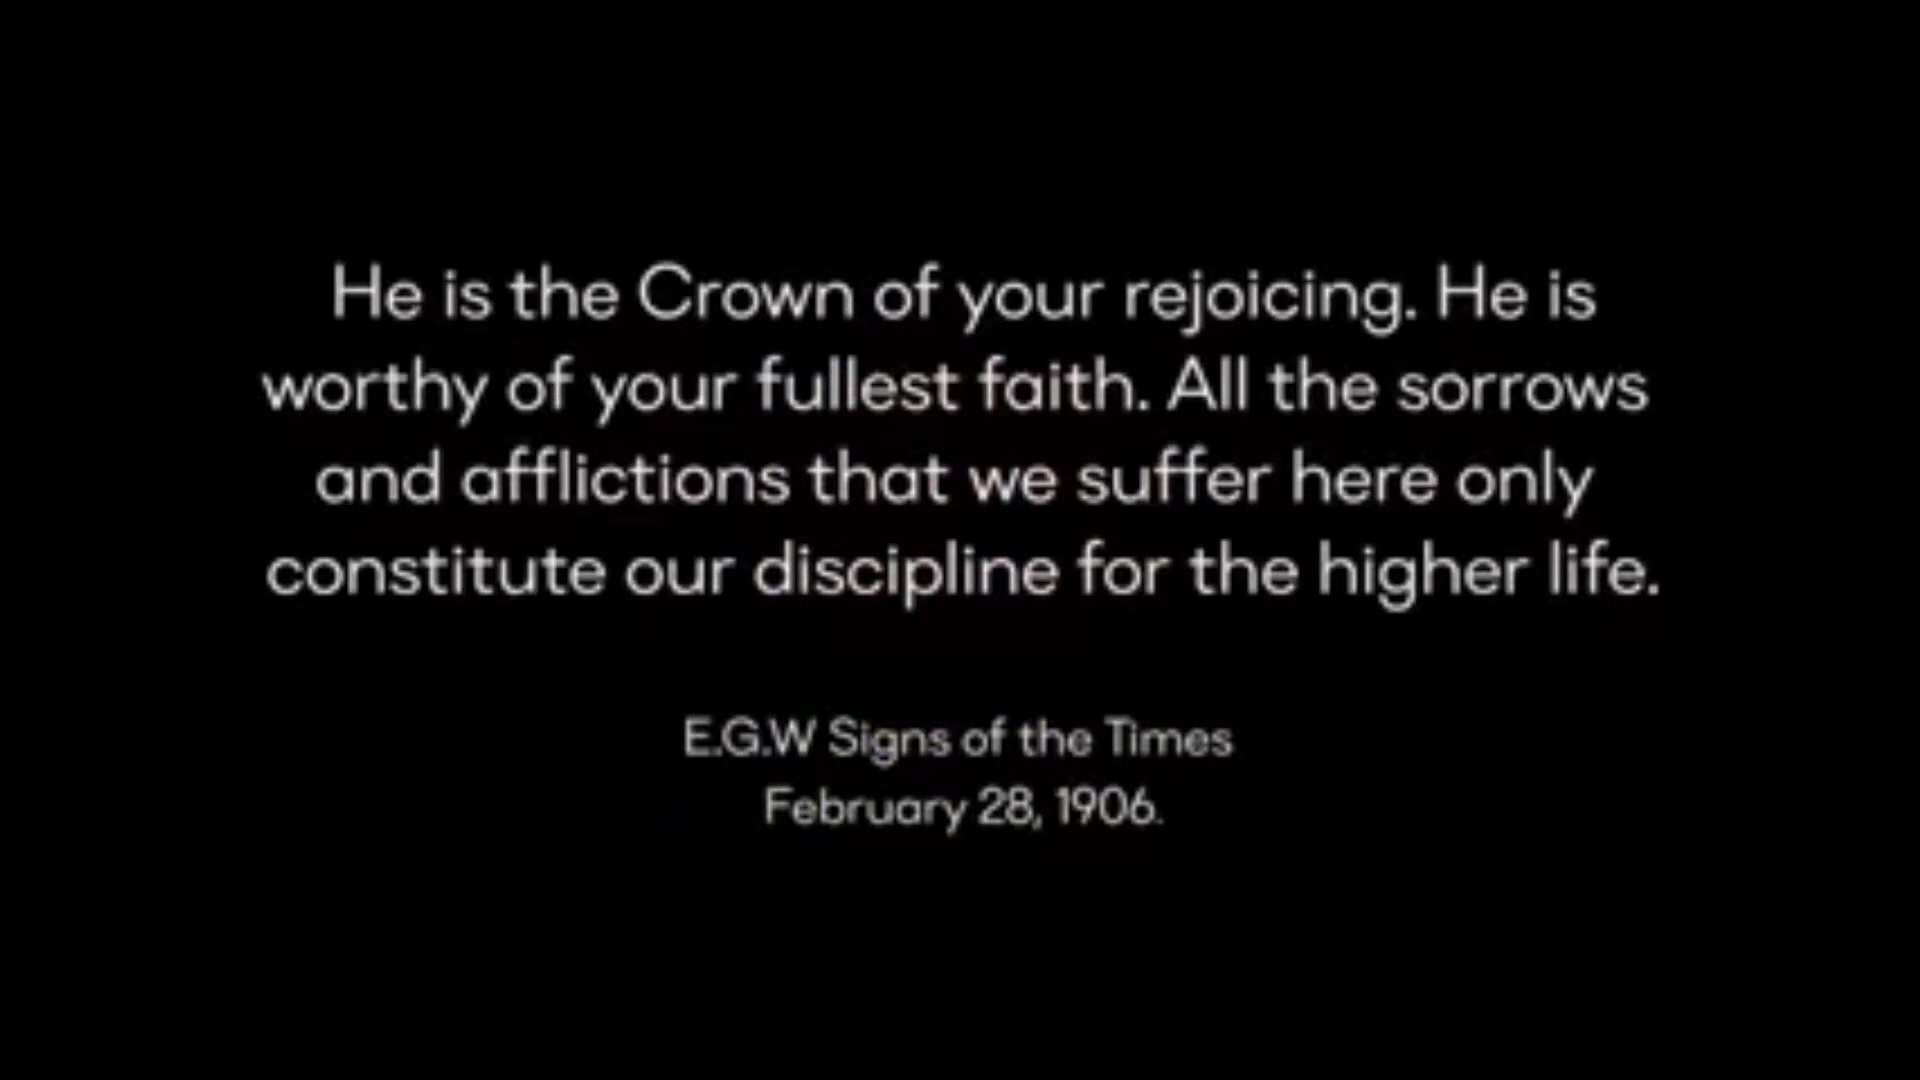 He is the Crown of your rejoicing. He is
worthy of your fullest faith. All the sorrows
and afflictions that we suffer here only
constitute our discipline for the higher life.
E.G.W Signs of the Times
February 28, 1906.